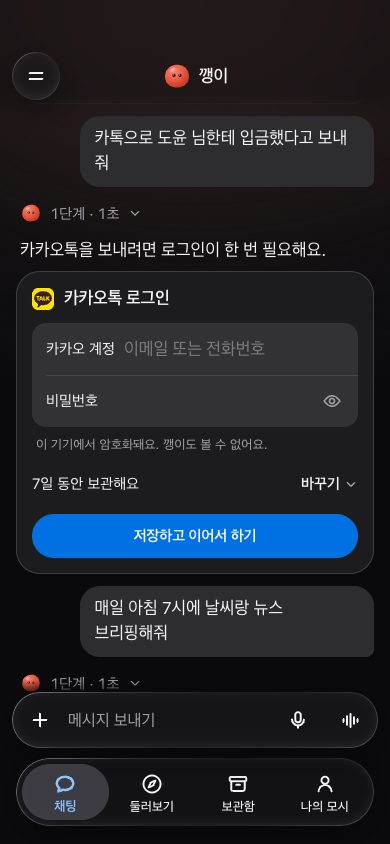 깽이
카톡으로 도윤 님한테 입금했다고 보내
줘
1단계 · 1초
카카오톡을 보내려면 로그인이 한 번 필요해요.
TALK
카카오톡 로그인
카카오 계정 이메일 또는 전화번호
비밀번호
이 기기에서 암호화돼요. 깽이도 볼 수 없어요.
7일 동안 보관해요 바꾸기
저장하고 이어서 하기
매일 아침 7시에 날씨랑 뉴스
브리핑해줘
1단계 · 1초
메시지 보내기
채팅 둘러보기 보관함 나의 모시